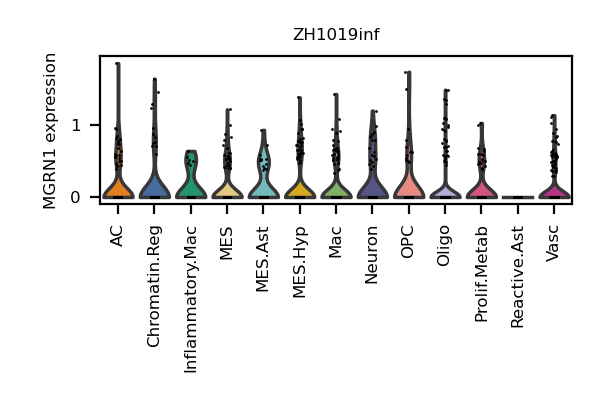 ZH1019inf
MGRN1 expression
1
0
AC
Chromatin.Reg
Inflammatory.Mac
MES
MES.Ast
MES.Hyp
Mac
Neuron
OPC
Oligo
Prolif.Metab
Reactive.Ast
Vasc